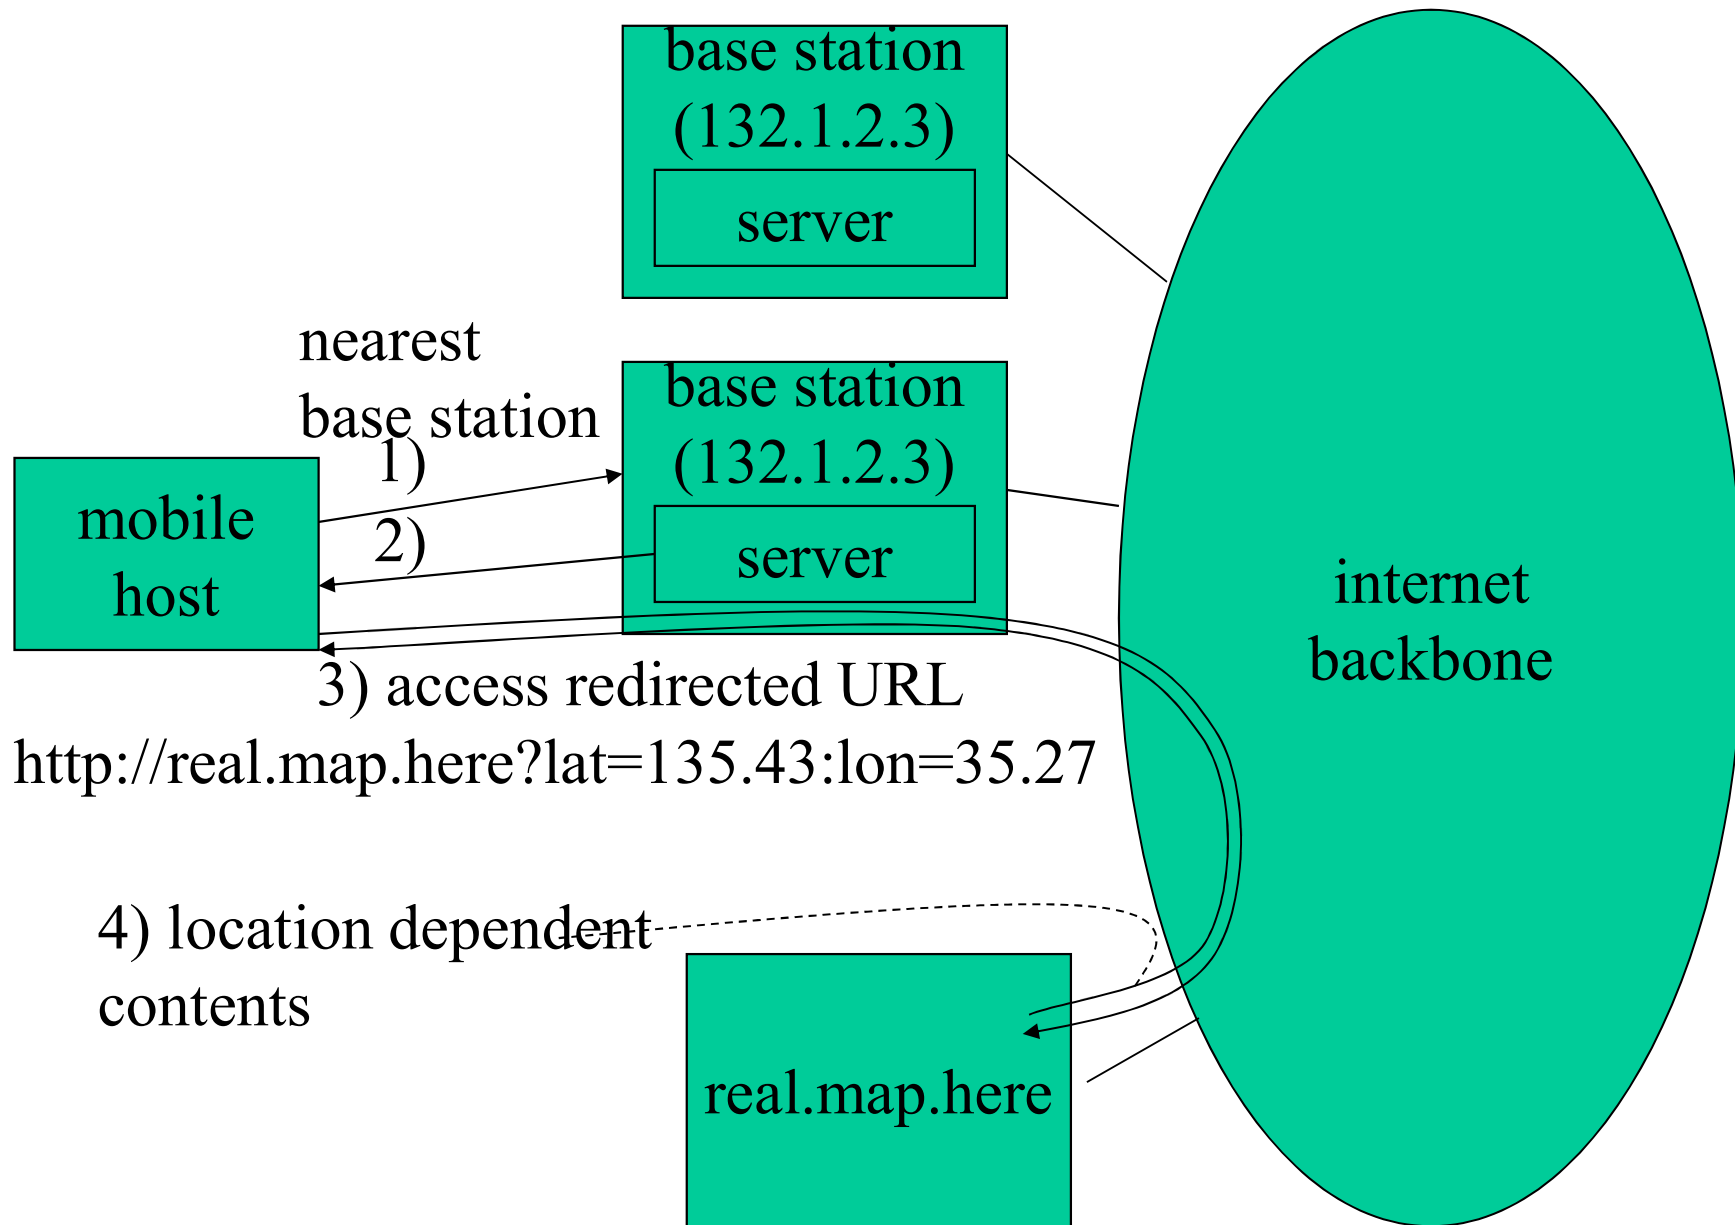 base station
(132.1.2.3)
server
nearest
base station
1)
base station
(132.1.2.3)
server
mobile
host
2)
internet
backbone
3) access redirected URL
http://real.map.here?lat=135.43:lon=35.27
4) location dependent
contents
real.map.here